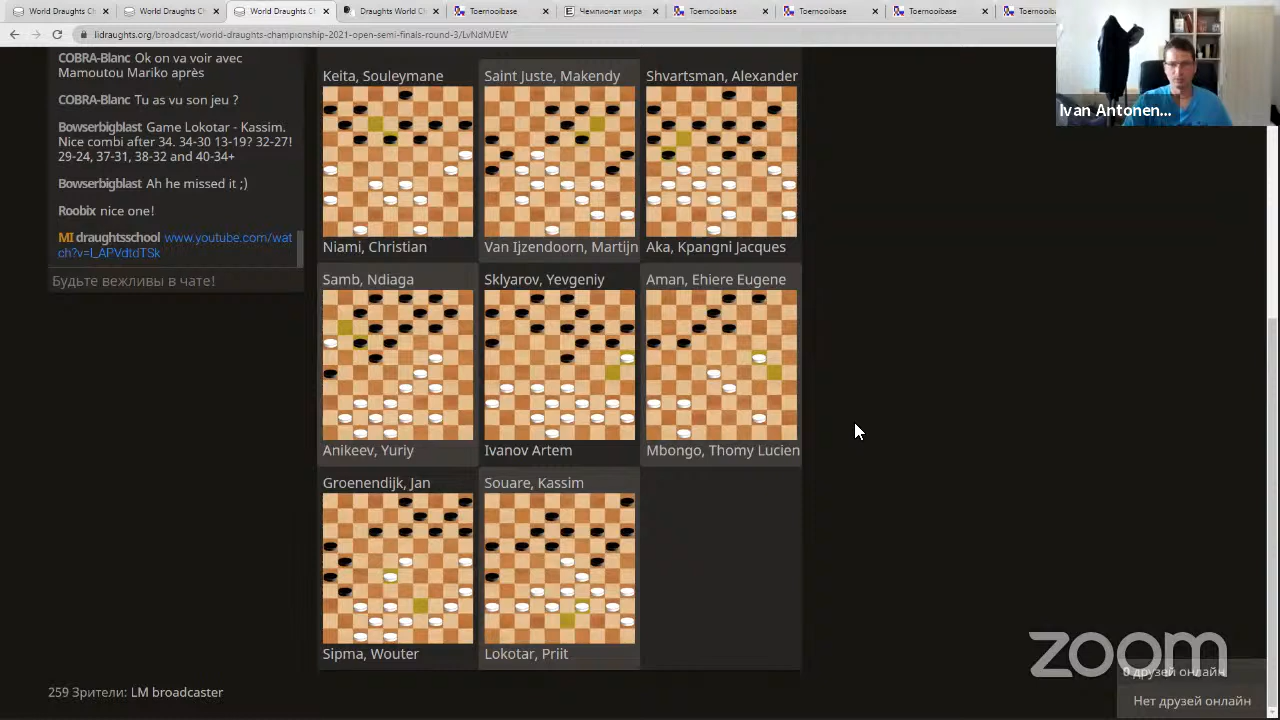 World Draughts Ch
World Draughts Ch
World Draughts Ch
Draughts World Ch
Toernooibase
Чемпионат мира
Toernooibase
Toernooibase
Toernooibase
Toernooibase
lidraughts.org/broadcast/world-draughts-championship-2021-open-semi-finals-round-3/
COBRA-Blanc Ok on va voir avec
Mamoutou Mariko après
COBRA-Blanc Tu as vu son jeu ?
Bowserbigblast Game Lokotar - Kassim.
Nice combi after 34. 34-30 13-19? 32-27!
29-24, 37-31, 38-32 and 40-34+
Bowserbigblast Ah he missed it ;)
Roobix nice one!
MI draughtsschool www.youtube.com/wat
ch?v=l_APVdtdTSk
Будьте вежливы в чате!
Keita, Souleymane
Saint Juste, Makendy
Shvartsman, Alexander
Niami, Christian
Van Ijzendoorn, Martijn
Aka, Kpangni Jacques
Samb, Ndiaga
Sklyarov, Yevgeniy
Aman, Ehiere Eugene
Anikeev, Yuriy
Ivanov Artem
Mbongo, Thomy Lucien
Groenendijk, Jan
Souare, Kassim
Sipma, Wouter
Lokotar, Priit
259 Зрители: LM broadcaster
Ivan Antonen...
zoom
0 друзей онлайн
Нет друзей онлайн